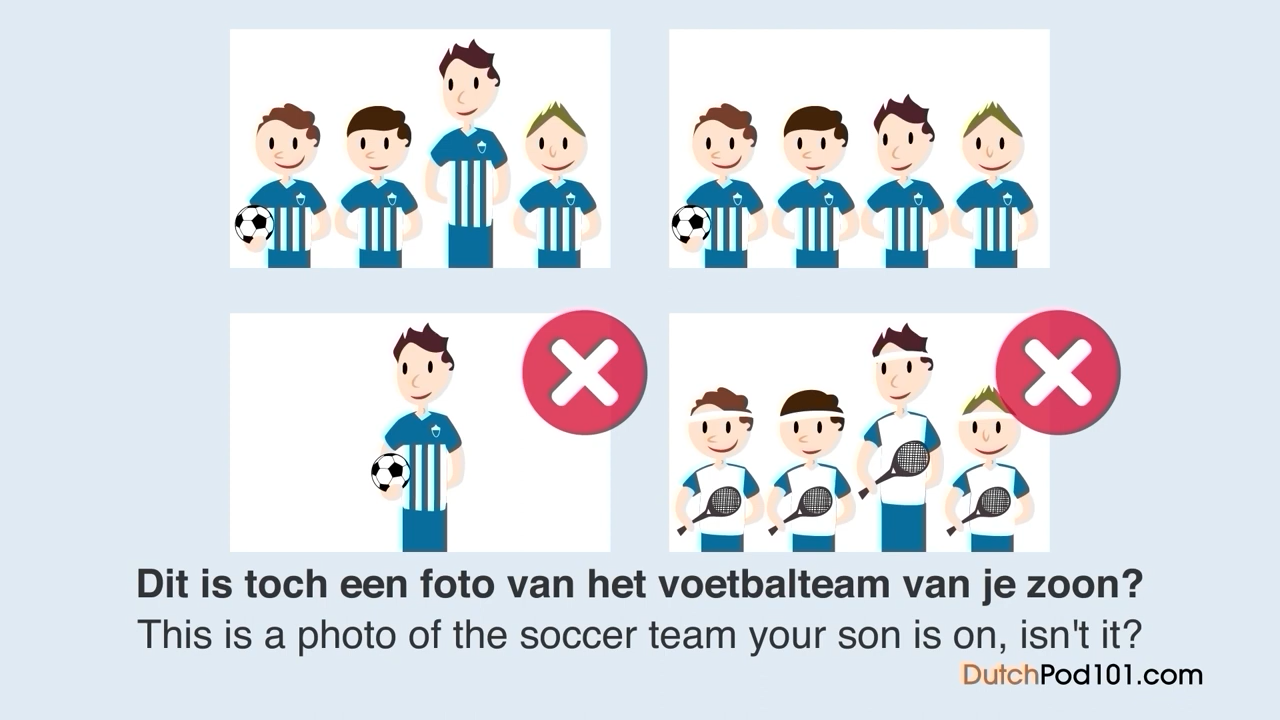 Dit is toch een foto van het voetbalteam van je zoon?
This is a photo of the soccer team your son is on, isn't it?
DutchPod101.com